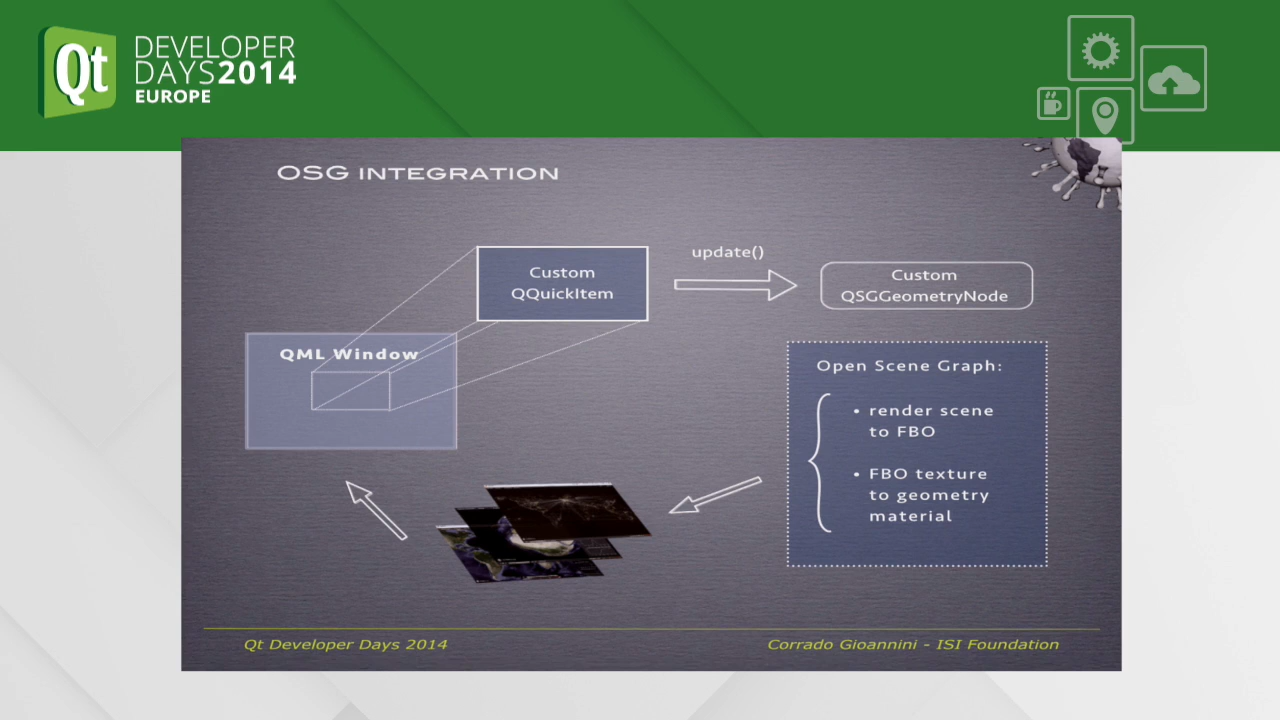 Qt
DEVELOPER
DAYS2014
EUROPE
OSG INTEGRATION
Custom
QQuickItem
update()
Custom
QSGGeometryNode
QML Window
Open Scene Graph:
• render scene
to FBO
• FBO texture
to geometry
material
Qt Developer Days 2014
Corrado Gioannini - ISI Foundation